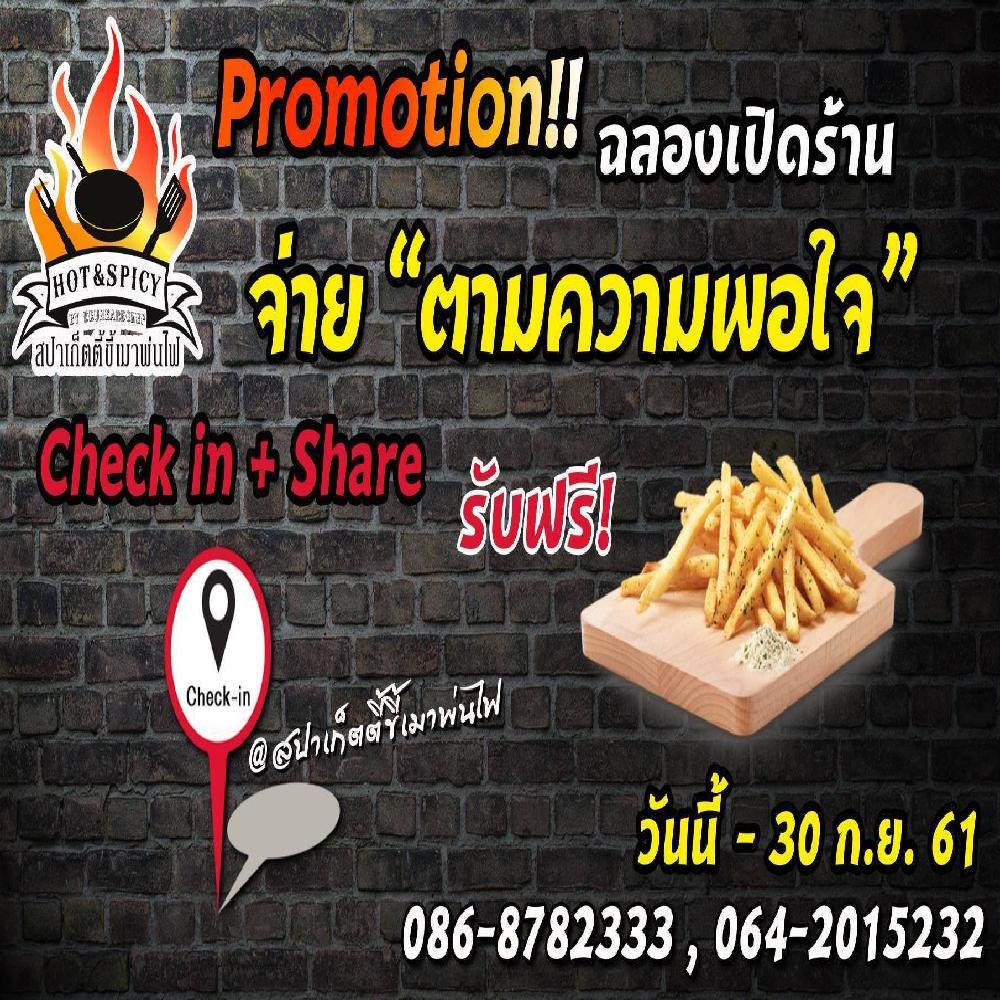 Promotion!! ฉลองเปิดร้าน
HOT&SPICY
สปาเก็ตตี้ขี้เมาพ่นไฟ
จ่าย “ตามความพอใจ”
Check in + Share
รับฟรี!
Check-in
@สปาเก็ตตี้ขี้เมาพ่นไฟ
วันนี้ - 30 ก.ย. 61
086-8782333 , 064-2015232